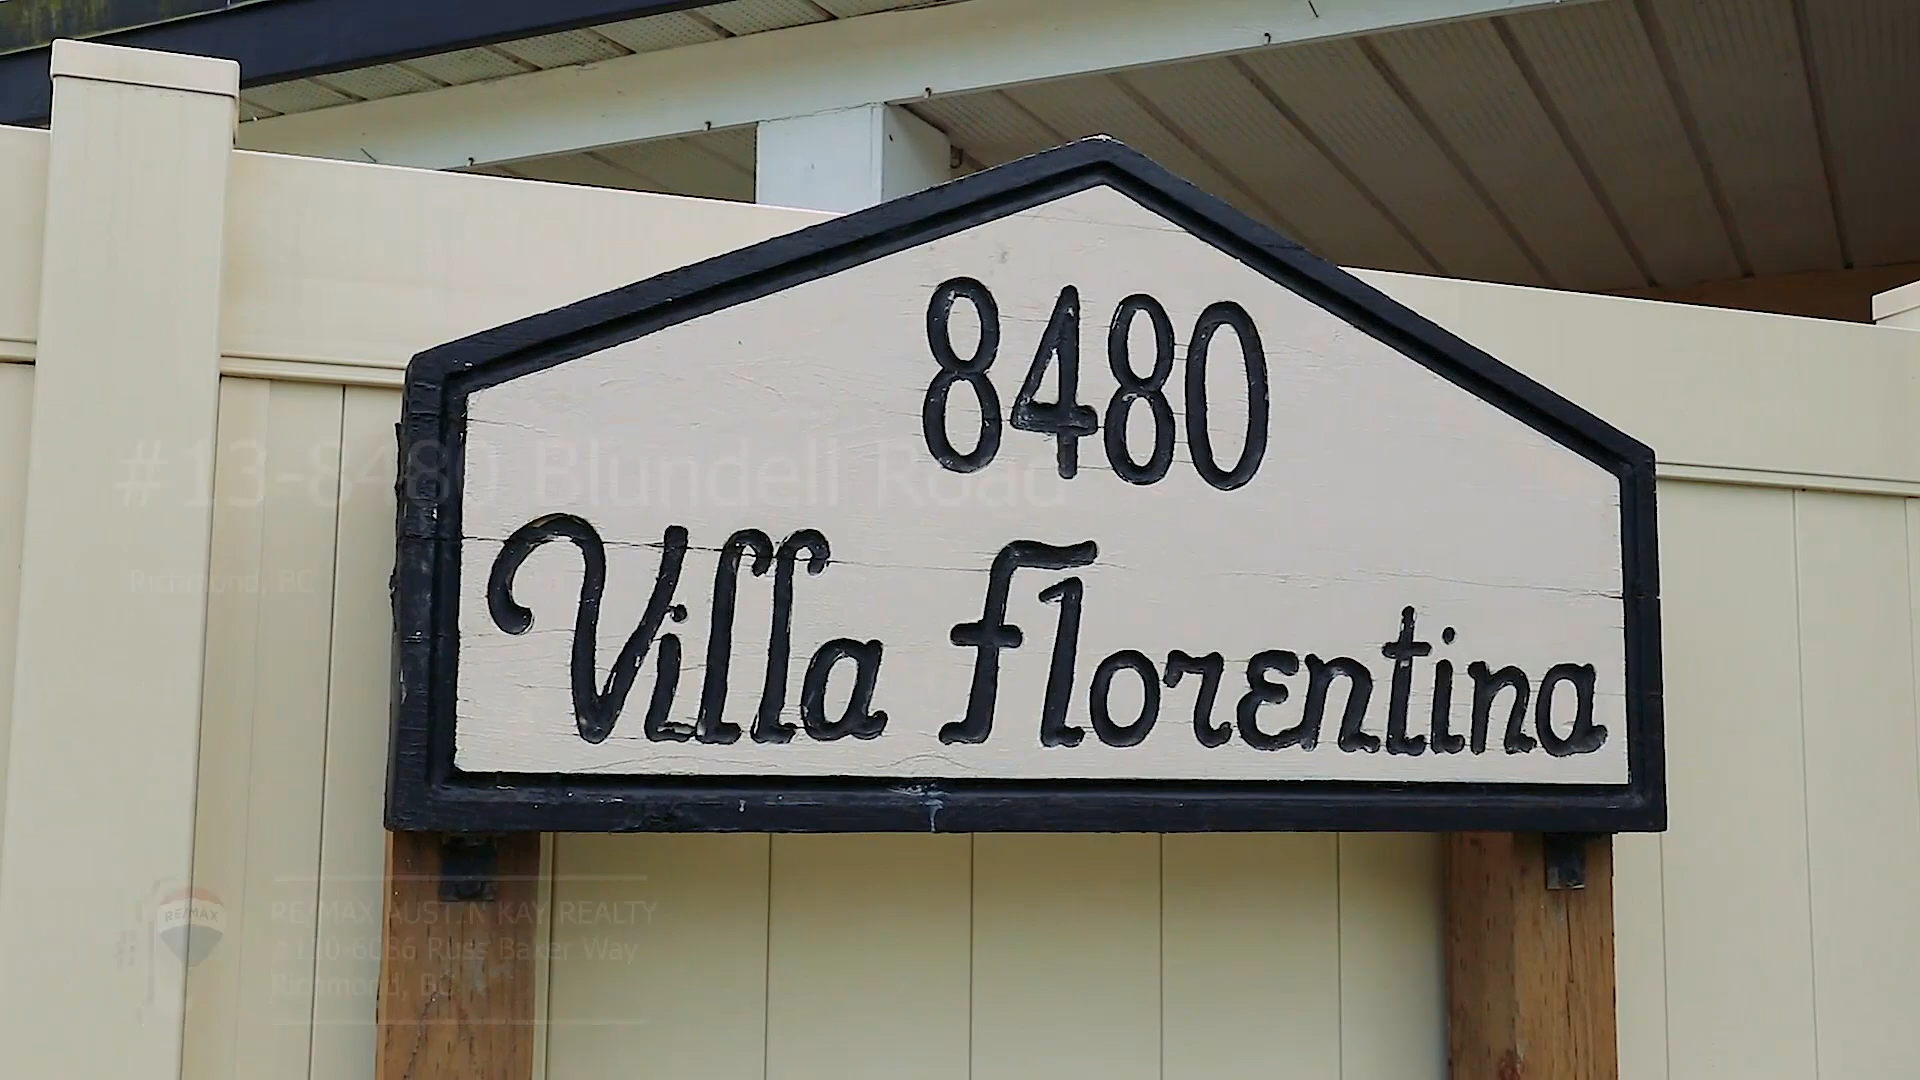 8480
Villa Florentina
#13-8480 Blundell Road
Richmond, BC
RE/MAX
RE/MAX AUSTIN KAY REALTY
#110-6086 Russ Baker Way
Richmond, BC